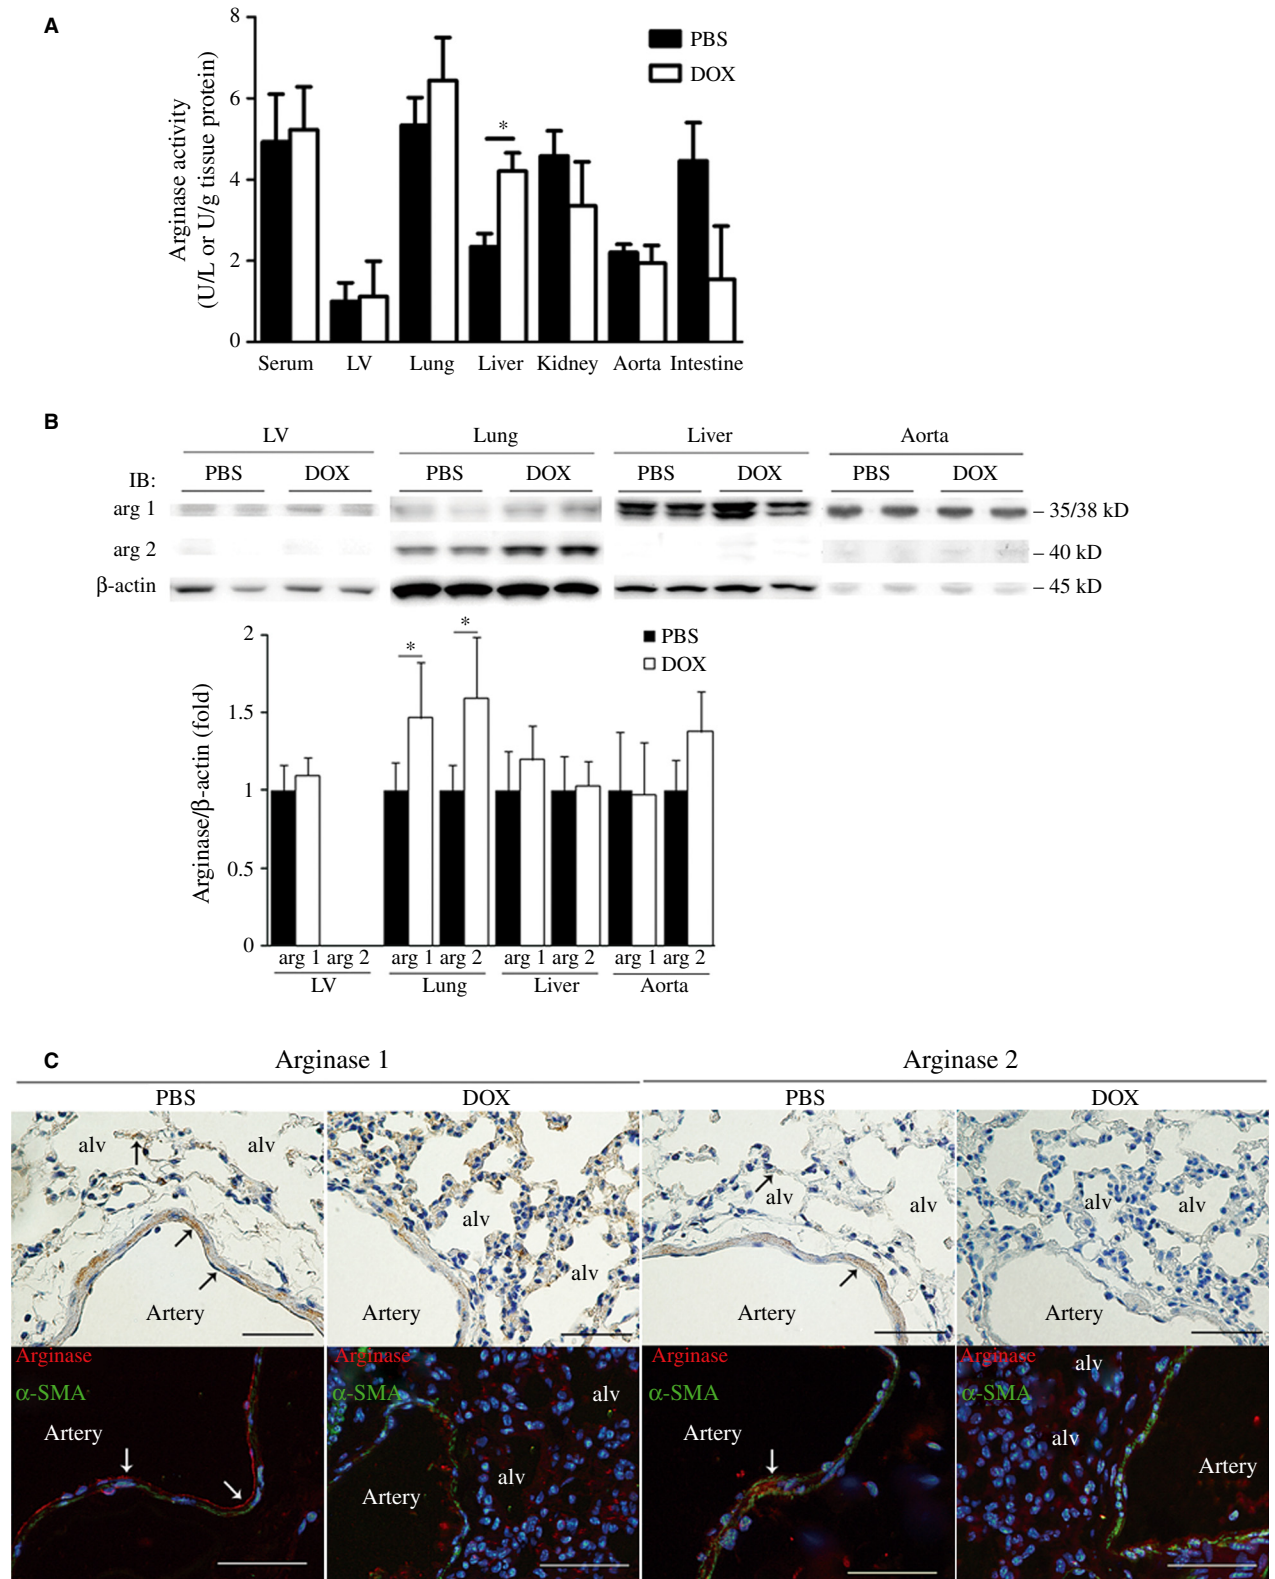 A
8
6
4
2
0
Arginase activity
(U/L or U/g tissue protein)
PBS
DOX
*
Serum LV Lung Liver Kidney Aorta Intestine
B
LV Lung Liver Aorta
IB: PBS DOX PBS DOX PBS DOX PBS DOX
arg 1 – 35/38 kD
arg 2 – 40 kD
β-actin – 45 kD
2
1.5
1
0.5
0
Arginase/β-actin (fold)
PBS
DOX
* *
arg 1 arg 2 arg 1 arg 2 arg 1 arg 2 arg 1 arg 2
LV Lung Liver Aorta
C
Arginase 1 Arginase 2
PBS DOX PBS DOX
alv alv
Artery
alv
alv
Artery
alv
alv
Artery
alv alv
Artery
Arginase
α-SMA
Artery
Arginase
α-SMA
alv
alv
Artery
Arginase
α-SMA
Artery
Arginase
α-SMA
alv
alv
Artery